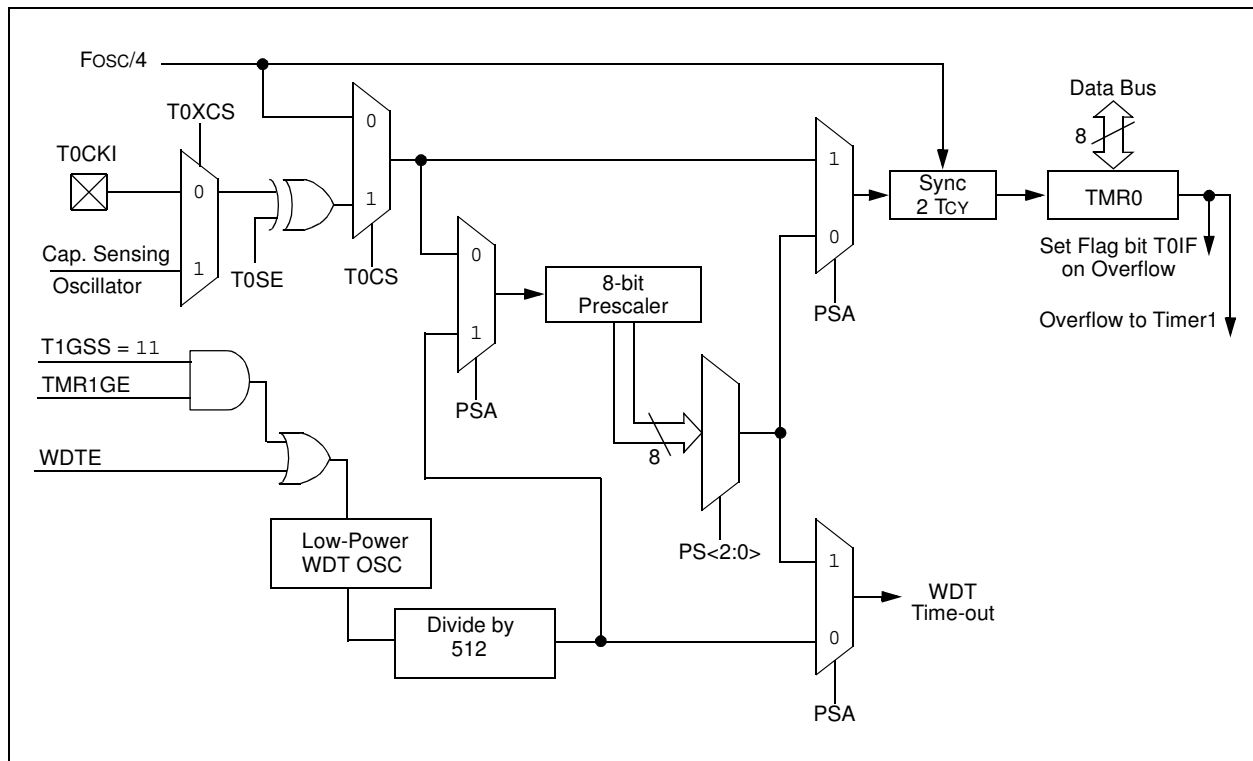 FOSC/4
Data Bus
T0XCS
0
8
T0CKI
1
0
Sync
2 TCY
TMR0
1
Cap. Sensing
Oscillator
1
T0SE
T0CS
0
0
Set Flag bit T0IF
on Overflow
8-bit
Prescaler
PSA
Overflow to Timer1
1
T1GSS = 11
TMR1GE
PSA
WDTE
8
Low-Power
WDT OSC
PS<2:0>
1
WDT
Time-out
Divide by
512
0
PSA